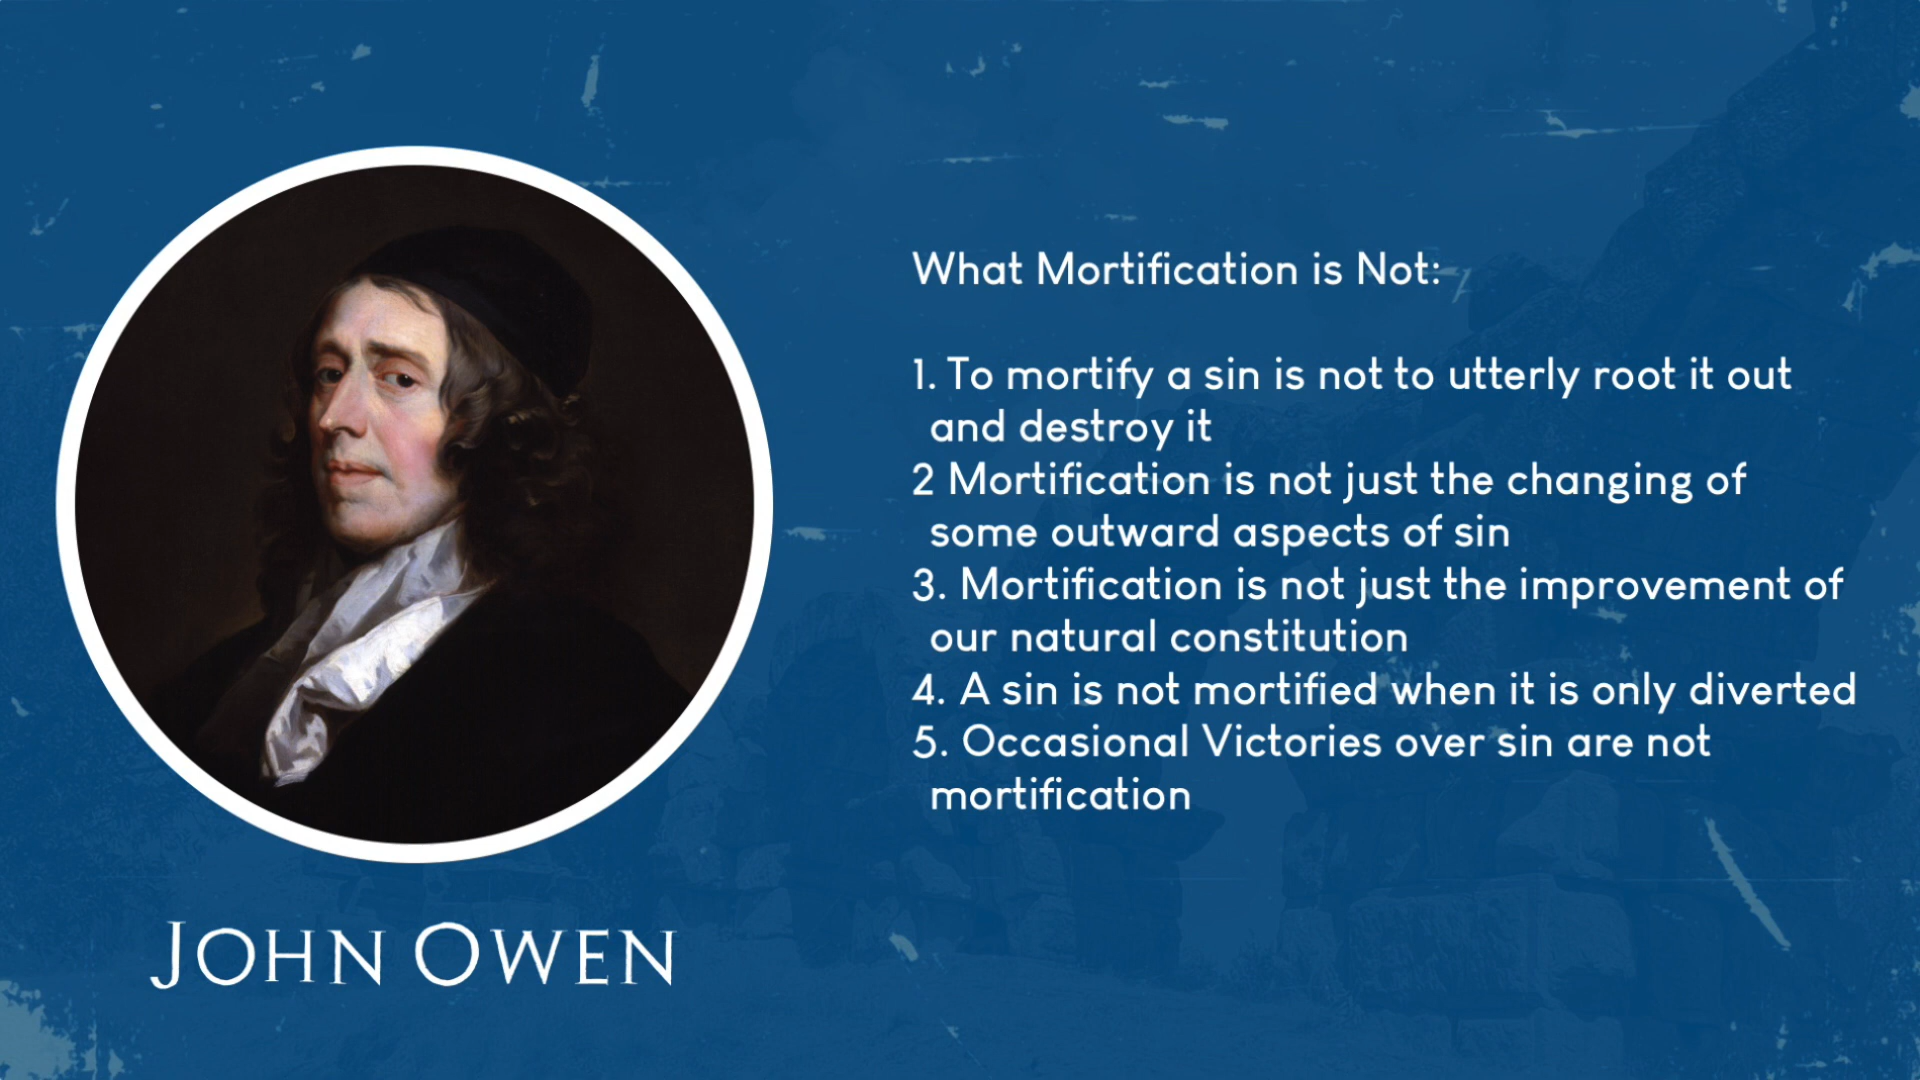 What Mortification is Not:
1. To mortify a sin is not to utterly root it out
and destroy it
2 Mortification is not just the changing of
some outward aspects of sin
3. Mortification is not just the improvement of
our natural constitution
4. A sin is not mortified when it is only diverted
5. Occasional Victories over sin are not
mortification
John Owen